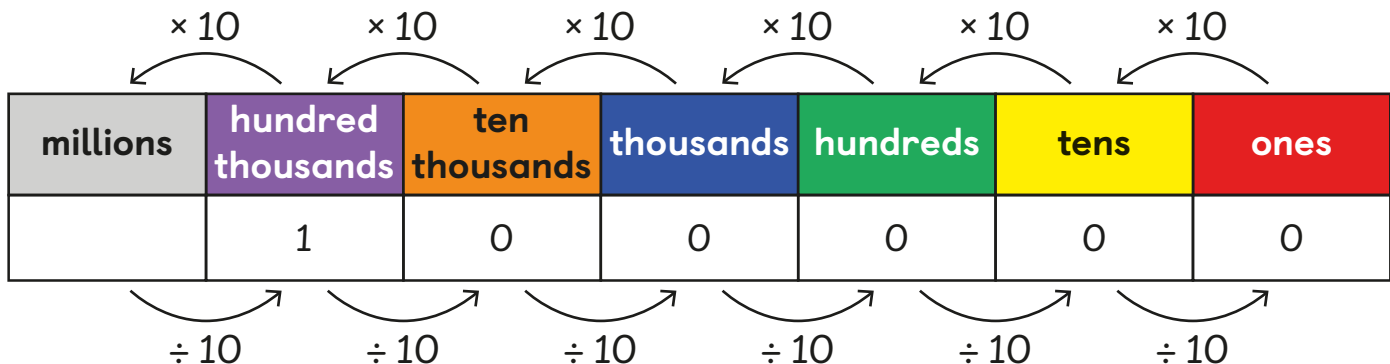 × 10 × 10 × 10 × 10 × 10 × 10
millions hundred thousands ten thousands thousands hundreds tens ones
1 0 0 0 0 0
÷ 10 ÷ 10 ÷ 10 ÷ 10 ÷ 10 ÷ 10